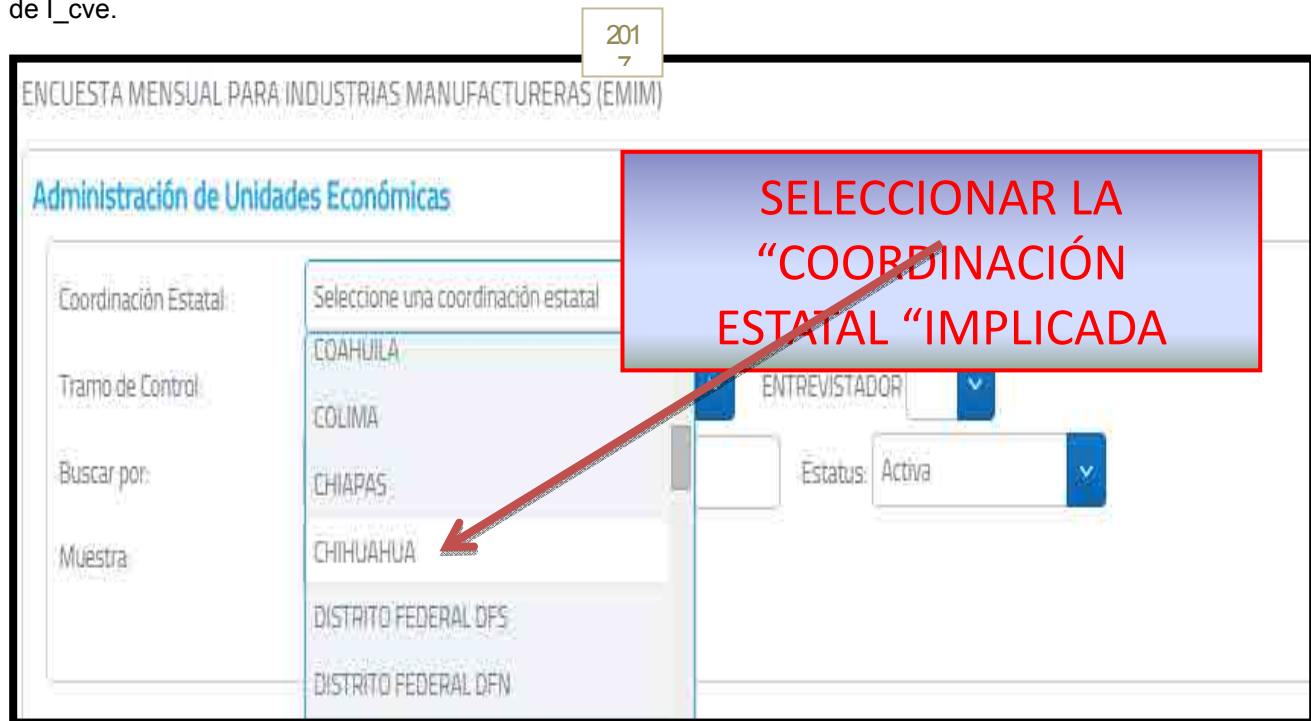 de I_cve.
201
7
ENCUESTA MENSUAL PARA INDUSTRIAS MANUFACTURERAS (EMIM)
Administración de Unidades Económicas
SELECCIONAR LA
“COORDINACIÓN
ESTATAL “IMPLICADA
Coordinación Estatal:
Seleccione una coordinación estatal
COAHUILA
Tramo de Control:
ENTREVISTADOR
COLIMA
Buscar por:
CHIAPAS
Estatus: Activa
Muestra:
CHIHUAHUA
DISTRITO FEDERAL DFS
DISTRITO FEDERAL DFN